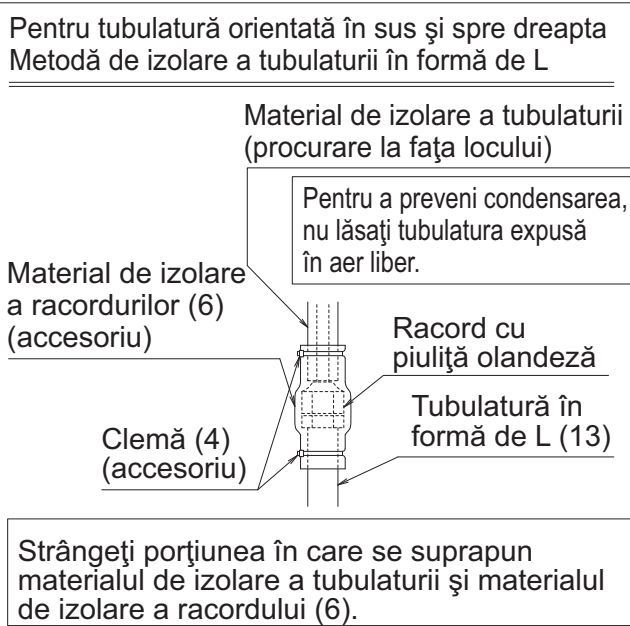 Pentru tubulatură orientată în sus şi spre dreapta
Metodă de izolare a tubulaturii în formă de L
Material de izolare a tubulaturii
(procurare la faţa locului)
Pentru a preveni condensarea,
nu lăsaţi tubulatura expusă
în aer liber.
Material de izolare
a racordurilor (6)
(accesoriu)
Racord cu
piuliţă olandeză
Clemă (4)
(accesoriu)
Tubulatură în
formă de L (13)
Strângeţi porţiunea în care se suprapun
materialul de izolare a tubulaturii şi materialul
de izolare a racordului (6).